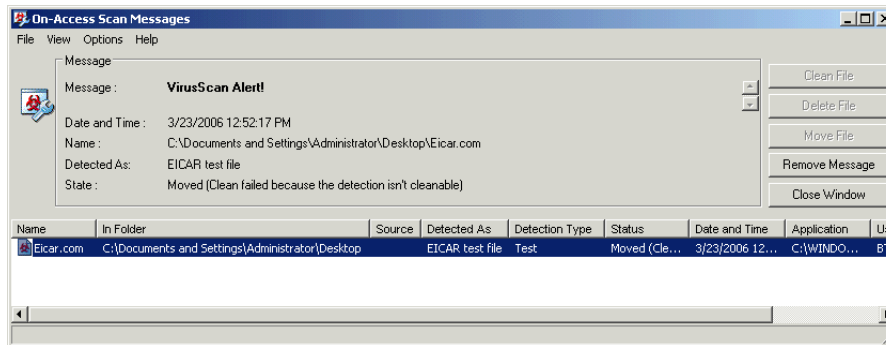 On-Access Scan Messages
File View Options Help
Message
Message : VirusScan Alert!
Date and Time : 3/23/2006 12:52:17 PM
Name : C:\Documents and Settings\Administrator\Desktop\Eicar.com
Detected As: EICAR test file
State : Moved (Clean failed because the detection isn't cleanable)
Clean File
Delete File
Move File
Remove Message
Close Window
Name In Folder Source Detected As Detection Type Status Date and Time Application U
Eicar.com C:\Documents and Settings\Administrator\Desktop EICAR test file Test Moved (Cle... 3/23/2006 12... C:\WINDO... BT